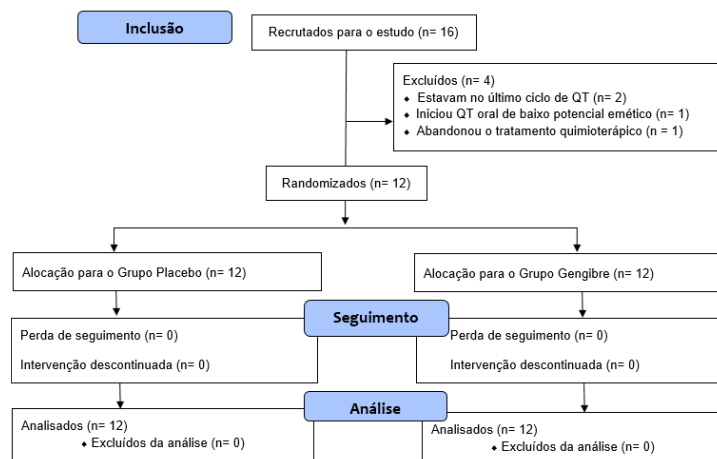 Inclusão
Recrutados para o estudo (n= 16)
Excluídos (n= 4)
♦ Estavam no último ciclo de QT (n= 2)
♦ Iniciou QT oral de baixo potencial emético (n= 1)
♦ Abandonou o tratamento quimioterápico (n = 1)
Randomizados (n= 12)
Alocação para o Grupo Placebo (n= 12)
Alocação para o Grupo Gengibre (n= 12)
Seguimento
Perda de seguimento (n= 0)
Intervenção descontinuada (n= 0)
Perda de seguimento (n= 0)
Intervenção descontinuada (n= 0)
Análise
Analisados (n= 12)
♦ Excluídos da análise (n= 0)
Analisados (n= 12)
♦ Excluídos da análise (n= 0)